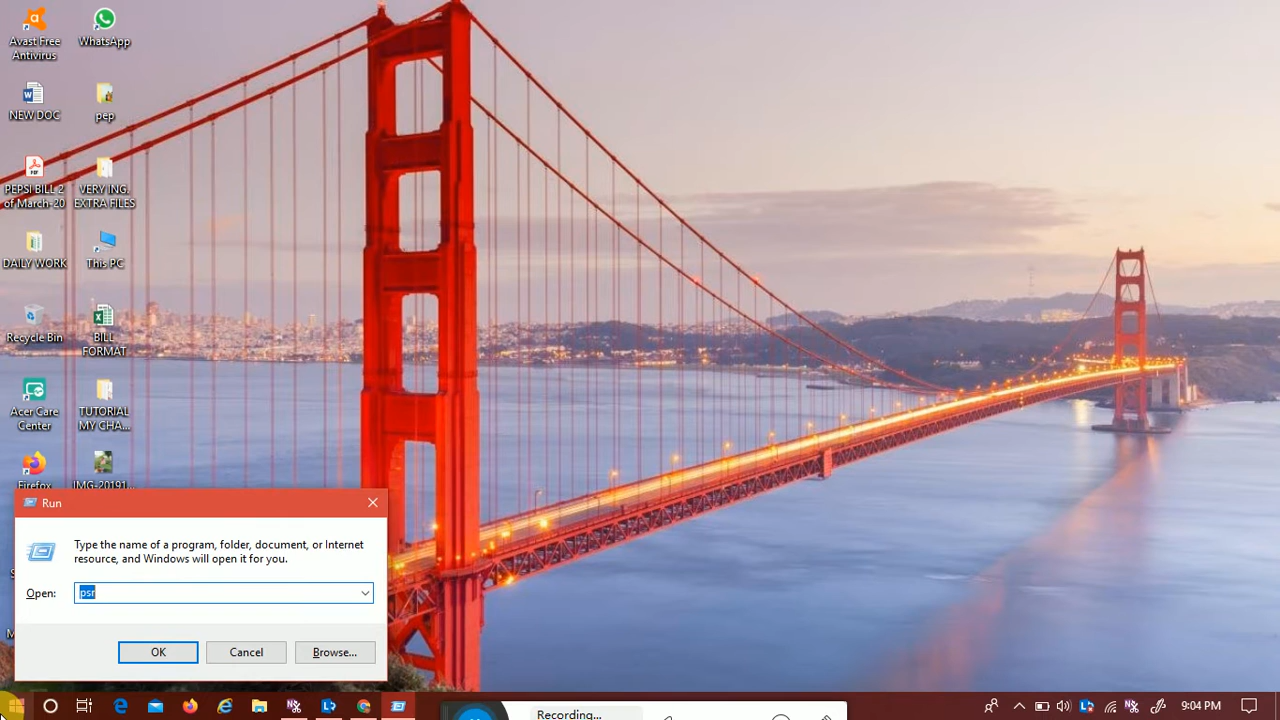 Avast Free
Antivirus
WhatsApp
NEW DOC
pep
PEPSI BILL 2
of March-20
VERY ING.
EXTRA FILES
DAILY WORK
This PC
Recycle Bin
BILL
FORMAT
Acer Care
Center
TUTORIAL
MY CHA...
Firefox
IMG-20191...
Run
Type the name of a program, folder, document, or Internet
resource, and Windows will open it for you.
Open:
psr
OK
Cancel
Browse...
Recording...
9:04 PM